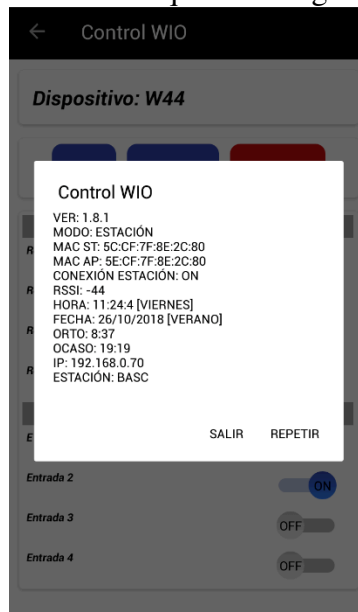 Control WIO
Dispositivo: W44
Control WIO
VER: 1.8.1
MODO: ESTACIÓN
MAC ST: 5C:CF:7F:8E:2C:80
MAC AP: 5E:CF:7F:8E:2C:80
CONEXIÓN ESTACIÓN: ON
RSSI: -44
HORA: 11:24:4 [VIERNES]
FECHA: 26/10/2018 [VERANO]
ORTO: 8:37
OCASO: 19:19
IP: 192.168.0.70
ESTACIÓN: BASC
SALIR REPETIR
Entrada 2 ON
Entrada 3 OFF
Entrada 4 OFF